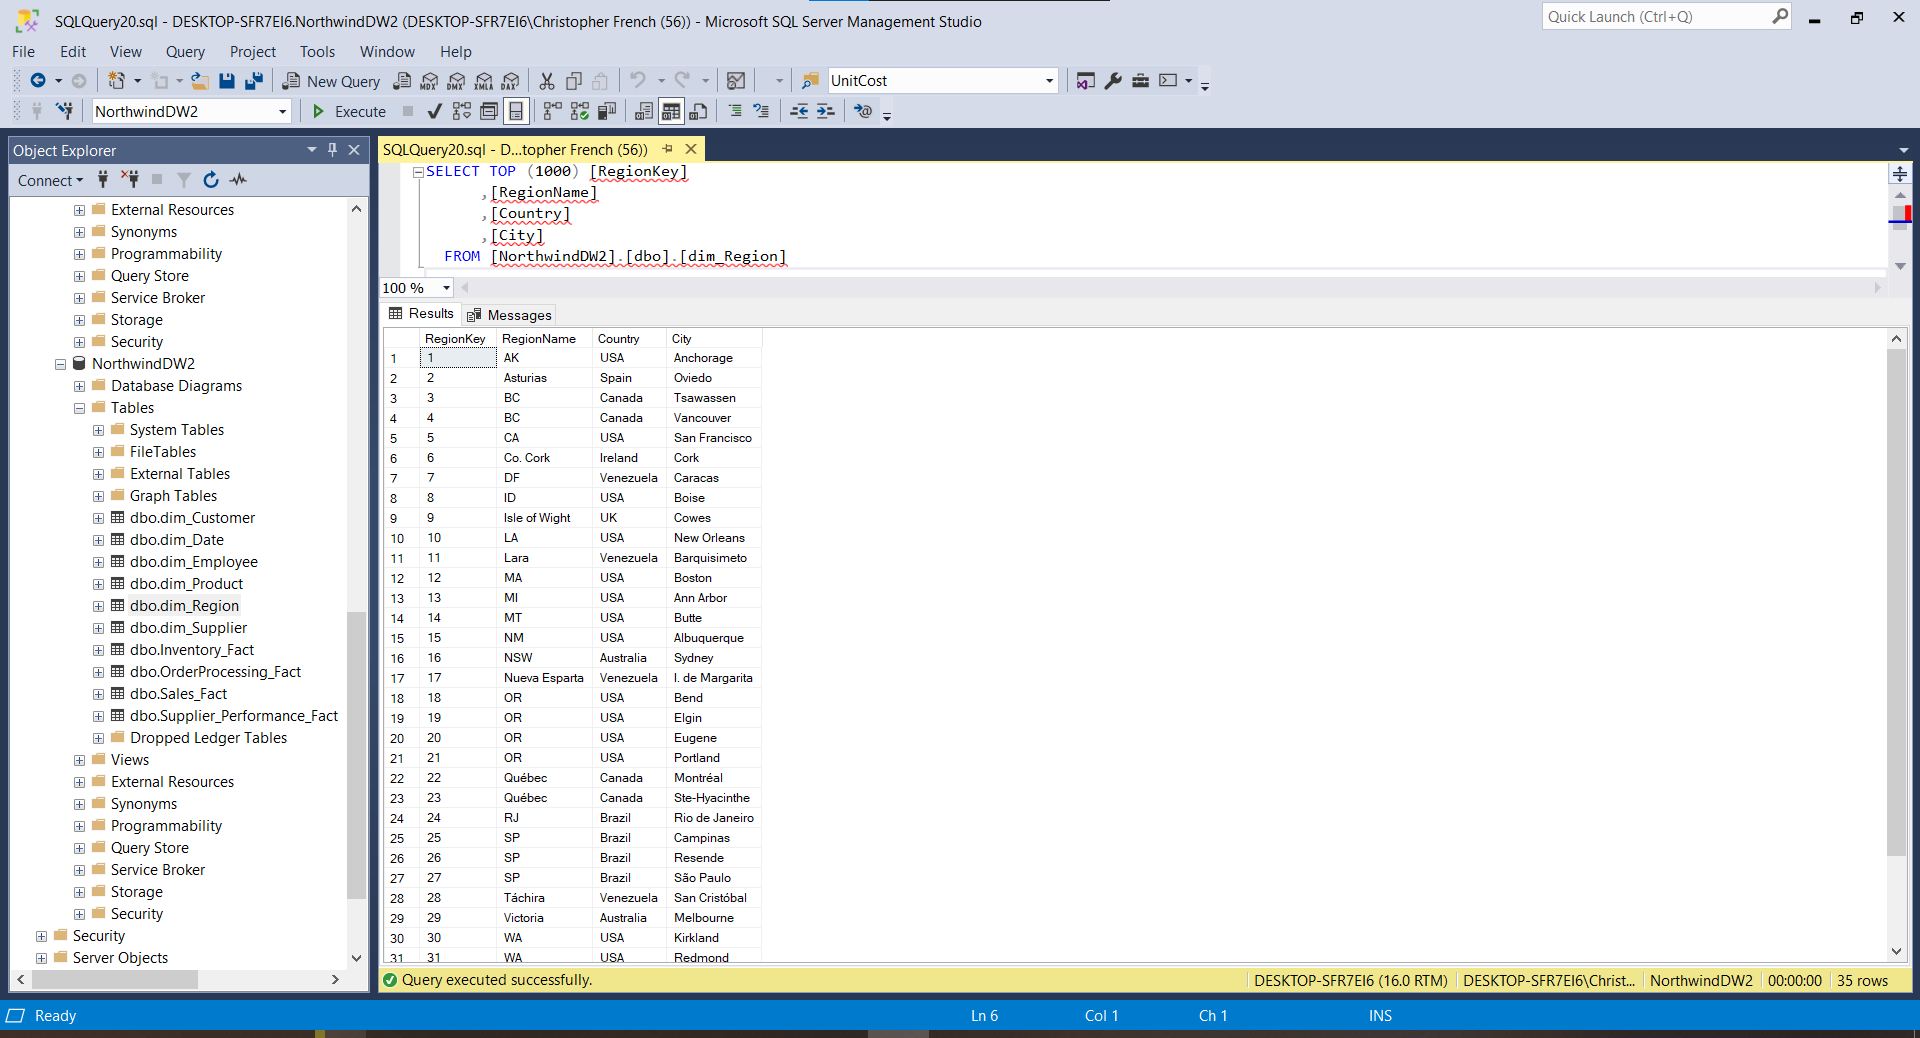 SQLQuery20.sql - DESKTOP-SFR7EI6.NorthwindDW2 (DESKTOP-SFR7EI6\Christopher French (56)) - Microsoft SQL Server Management Studio
Quick Launch (Ctrl+Q)
File Edit View Query Project Tools Window Help
New Query MDX DMX XMLA DAX UnitCost
NorthwindDW2 Execute
Object Explorer
Connect
External Resources
Synonyms
Programmability
Query Store
Service Broker
Storage
Security
NorthwindDW2
Database Diagrams
Tables
System Tables
FileTables
External Tables
Graph Tables
dbo.dim_Customer
dbo.dim_Date
dbo.dim_Employee
dbo.dim_Product
dbo.dim_Region
dbo.dim_Supplier
dbo.Inventory_Fact
dbo.OrderProcessing_Fact
dbo.Sales_Fact
dbo.Supplier_Performance_Fact
Dropped Ledger Tables
Views
External Resources
Synonyms
Programmability
Query Store
Service Broker
Storage
Security
Security
Server Objects
SQLQuery20.sql - D...topher French (56))
SELECT TOP (1000) [RegionKey]
,[RegionName]
,[Country]
,[City]
FROM [NorthwindDW2].[dbo].[dim_Region]
100 %
Results Messages
RegionKey RegionName Country City
1 1 AK USA Anchorage
2 2 Asturias Spain Oviedo
3 3 BC Canada Tsawassen
4 4 BC Canada Vancouver
5 5 CA USA San Francisco
6 6 Co. Cork Ireland Cork
7 7 DF Venezuela Caracas
8 8 ID USA Boise
9 9 Isle of Wight UK Cowes
10 10 LA USA New Orleans
11 11 Lara Venezuela Barquisimeto
12 12 MA USA Boston
13 13 MI USA Ann Arbor
14 14 MT USA Butte
15 15 NM USA Albuquerque
16 16 NSW Australia Sydney
17 17 Nueva Esparta Venezuela I. de Margarita
18 18 OR USA Bend
19 19 OR USA Elgin
20 20 OR USA Eugene
21 21 OR USA Portland
22 22 Québec Canada Montréal
23 23 Québec Canada Ste-Hyacinthe
24 24 RJ Brazil Rio de Janeiro
25 25 SP Brazil Campinas
26 26 SP Brazil Resende
27 27 SP Brazil São Paulo
28 28 Táchira Venezuela San Cristóbal
29 29 Victoria Australia Melbourne
30 30 WA USA Kirkland
31 31 WA USA Redmond
Query executed successfully. DESKTOP-SFR7EI6 (16.0 RTM) DESKTOP-SFR7EI6\Christ... NorthwindDW2 00:00:00 35 rows
Ready Ln 6 Col 1 Ch 1 INS